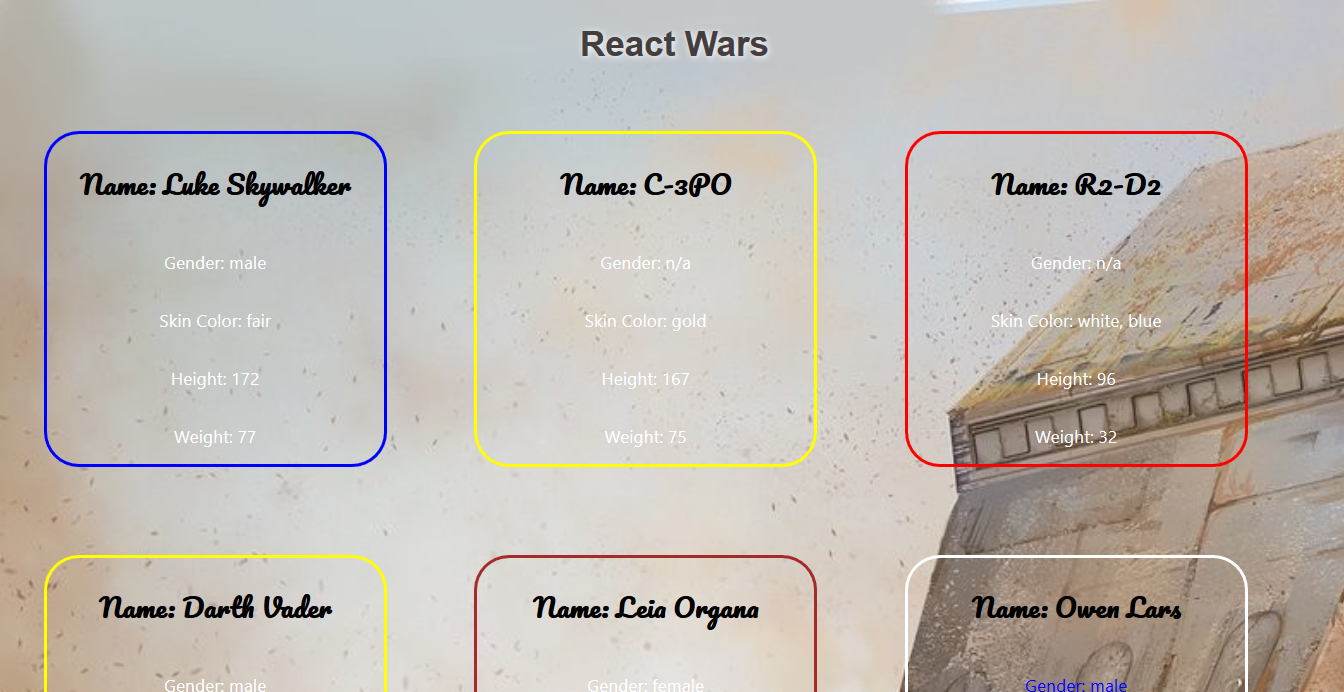 React Wars
Name: Luke Skywalker
Gender: male
Skin Color: fair
Height: 172
Weight: 77
Name: C-3PO
Gender: n/a
Skin Color: gold
Height: 167
Weight: 75
Name: R2-D2
Gender: n/a
Skin Color: white, blue
Height: 96
Weight: 32
Name: Darth Vader
Gender: male
Name: Leia Organa
Gender: female
Name: Owen Lars
Gender: male